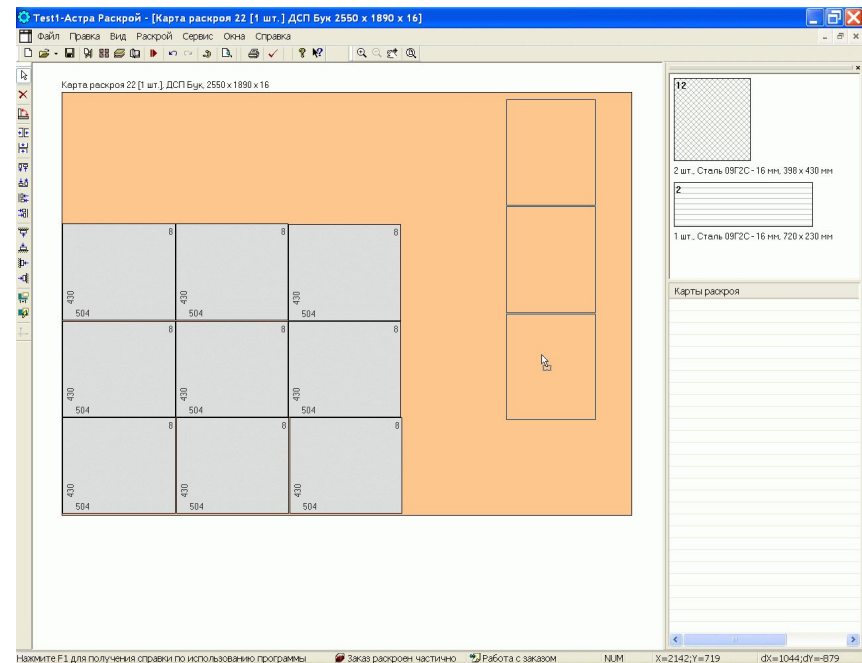 Test1-Астра Раскрой - [Карта раскроя 22 [1 шт.] ДСП Бук 2550 x 1890 x 16]
Файл Правка Вид Раскрой Сервис Окна Справка
Карта раскроя 22 [1 шт.], ДСП Бук, 2550 x 1890 x 16
12
2 шт., Сталь 09Г2С - 16 мм, 398 x 430 мм
2
1 шт., Сталь 09Г2С - 16 мм, 720 x 230 мм
Карты раскроя
8 8 8
430 430 430
504 504 504
8 8 8
430 430 430
504 504 504
8 8 8
430 430 430
504 504 504
Нажмите F1 для получения справки по использованию программы Заказ раскроен частично Работа с заказом NUM X=2142;Y=719 dX=1044;dY=-879